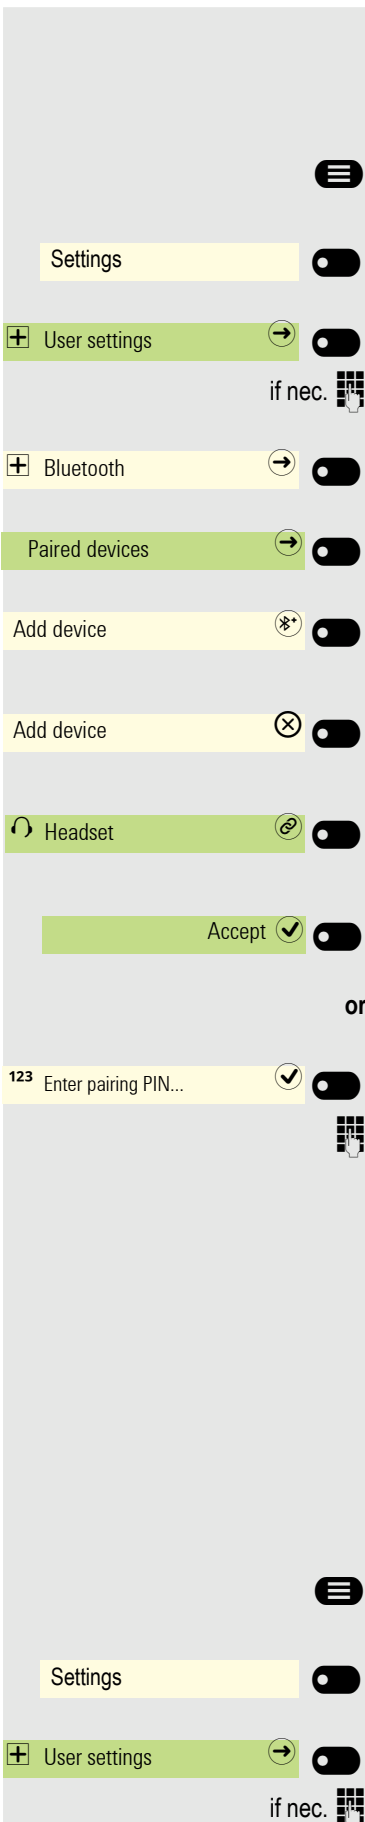 Settings
User settings
if nec.
Bluetooth
Paired devices
Add device
Add device
Headset
Accept
or
123 Enter pairing PIN...
Settings
User settings
if nec.